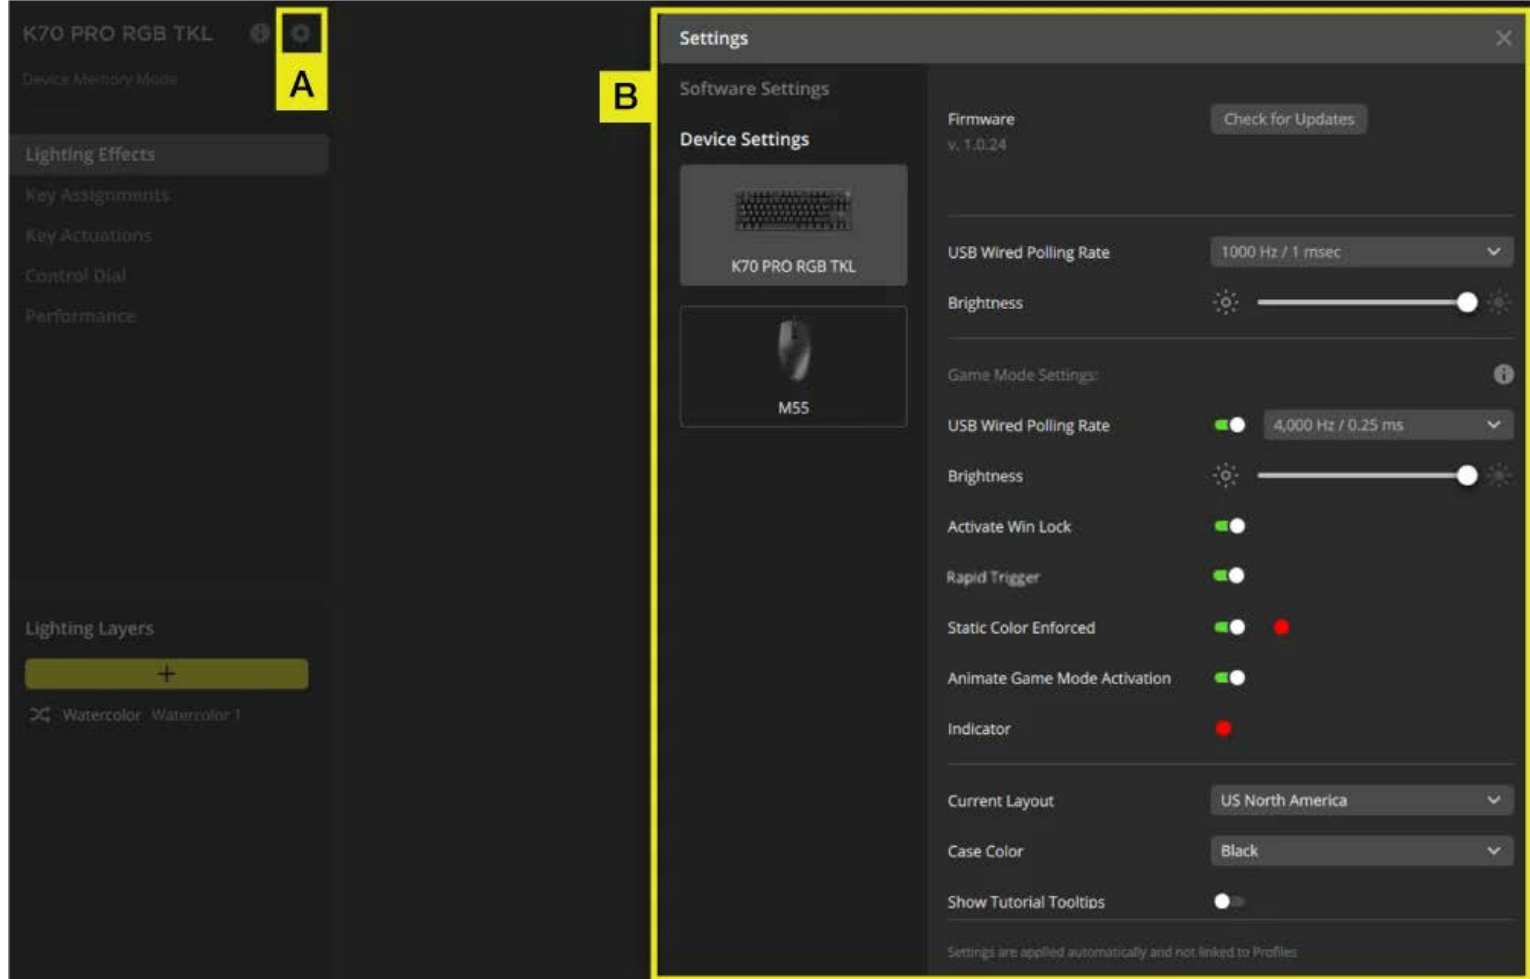 K70 PRO RGB TKL
A
Device Memory Mode
Lighting Effects
Key Assignments
Key Actuations
Control Dial
Performance
Lighting Layers
+
Watercolor Watercolor 1
B
Settings
Software Settings
Device Settings
K70 PRO RGB TKL
M55
Firmware Check for Updates
v. 1.0.24
USB Wired Polling Rate 1000 Hz / 1 msec
Brightness
Game Mode Settings:
USB Wired Polling Rate 4,000 Hz / 0.25 ms
Brightness
Activate Win Lock
Rapid Trigger
Static Color Enforced
Animate Game Mode Activation
Indicator
Current Layout US North America
Case Color Black
Show Tutorial Tooltips
Settings are applied automatically and not linked to Profiles